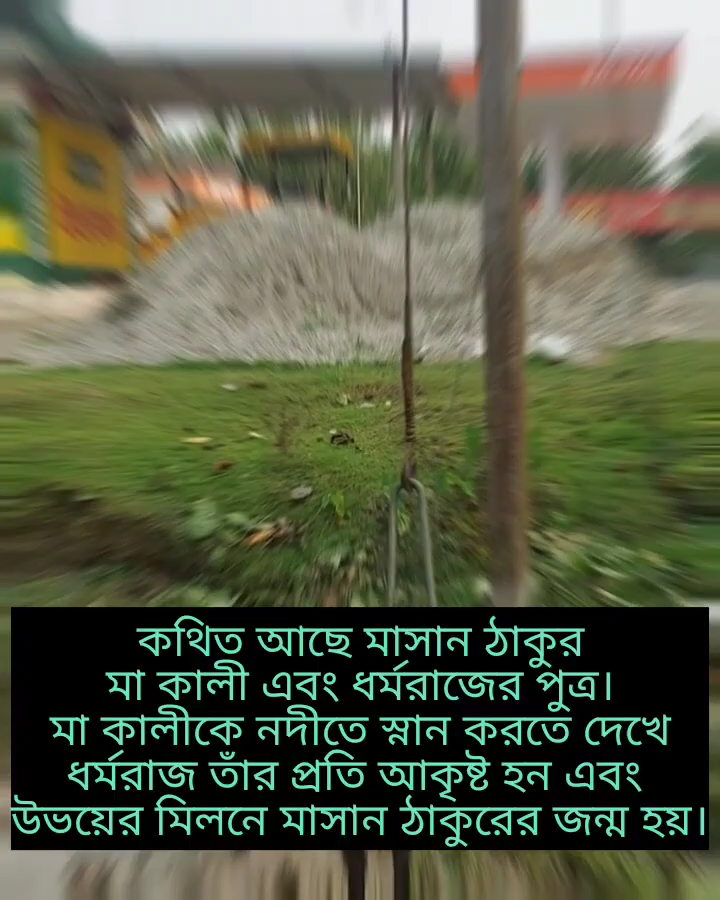 কথিত আছে মাসান ঠাকুর
মা কালী এবং ধর্মরাজের পুত্র।
মা কালীকে নদীতে স্নান করতে দেখে
ধর্মরাজ তাঁর প্রতি আকৃষ্ট হন এবং
উভয়ের মিলনে মাসান ঠাকুরের জন্ম হয়।